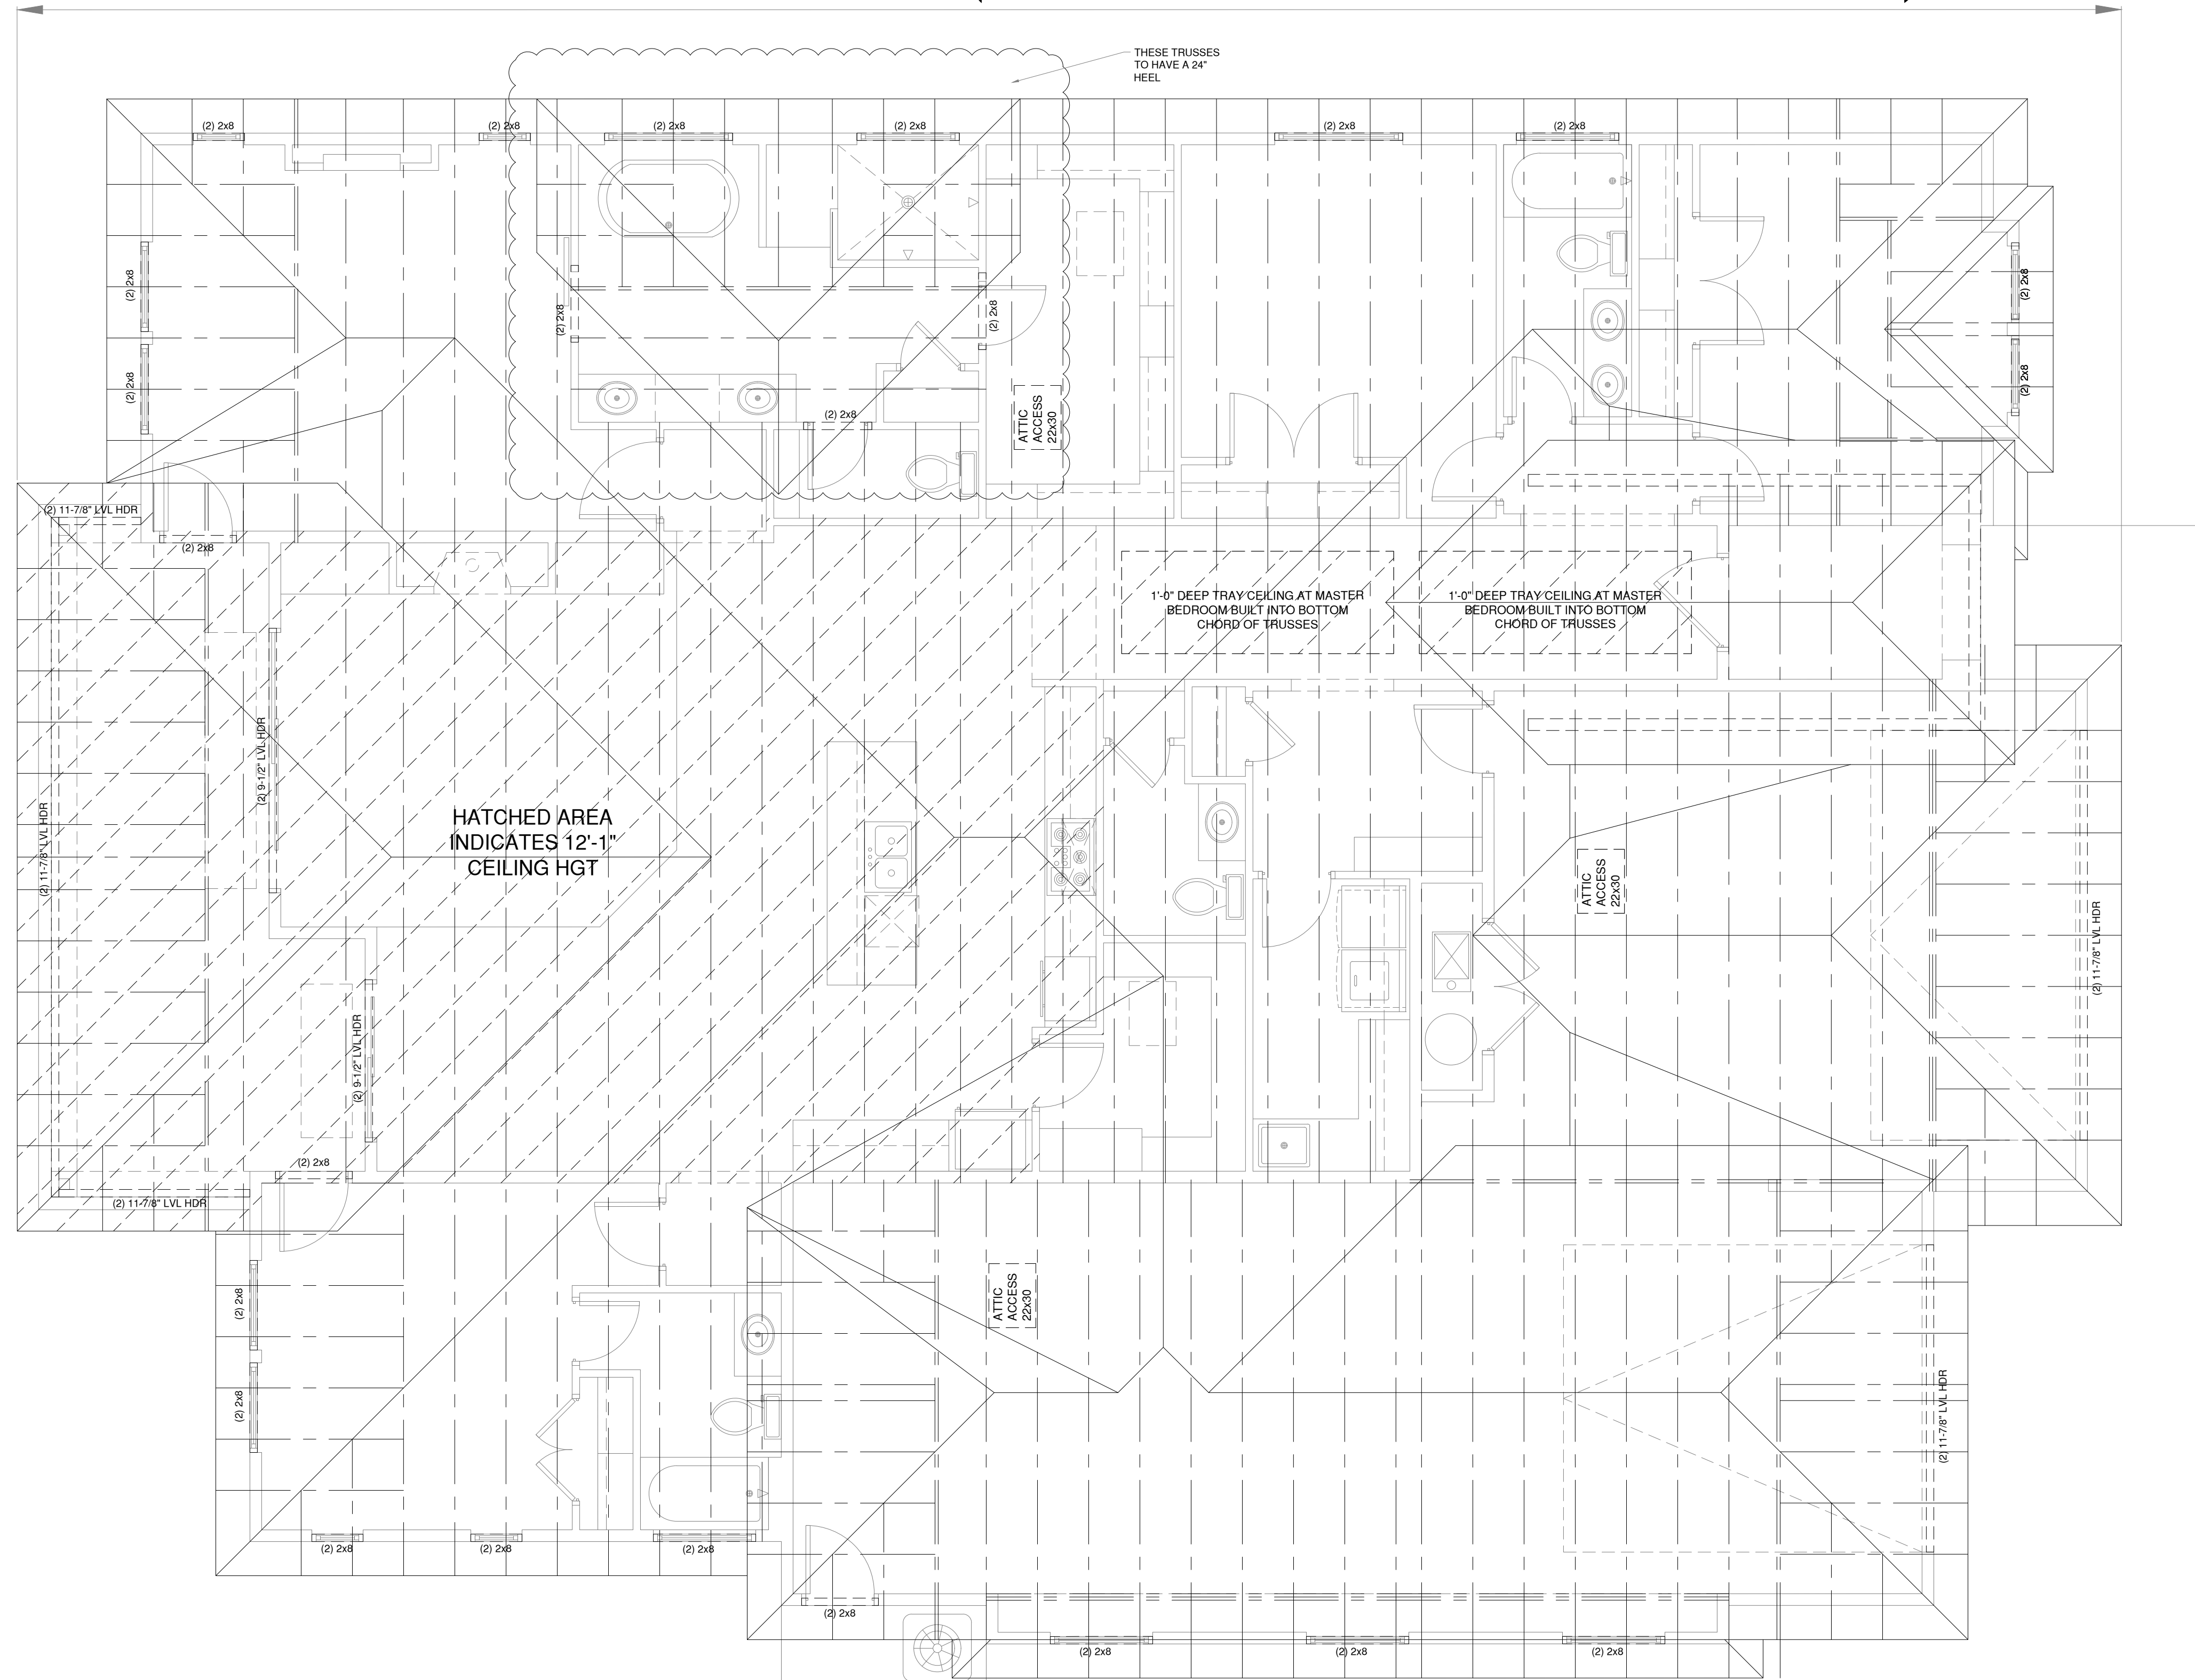 THESE TRUSSES
TO HAVE A 24"
HEEL
(2) 2x8
(2) 2x8
(2) 2x8
(2) 2x8
(2) 2x8
(2) 2x8
(2) 2x8
(2) 2x8
(2) 2x8
(2) 2x8
(2) 2x8
(2) 2x8
(2) 2x8
ATTIC
ACCESS
22x30
(2) 11-7/8" LVL HDR
(2) 2x8
1'-0" DEEP TRAY CEILING AT MASTER
BEDROOM BUILT INTO BOTTOM
CHORD OF TRUSSES
1'-0" DEEP TRAY CEILING AT MASTER
BEDROOM BUILT INTO BOTTOM
CHORD OF TRUSSES
(2) 9-1/2" LVL HDR
(2) 11-7/8" LVL HDR
HATCHED AREA
INDICATES 12'-1"
CEILING HGT
ATTIC
ACCESS
22x30
(2) 11-7/8" LVL HDR
(2) 9-1/2" LVL HDR
(2) 2x8
(2) 11-7/8" LVL HDR
(2) 2x8
(2) 2x8
ATTIC
ACCESS
22x30
(2) 11-7/8" LVL HDR
(2) 2x8
(2) 2x8
(2) 2x8
(2) 2x8
(2) 2x8
(2) 2x8
(2) 2x8